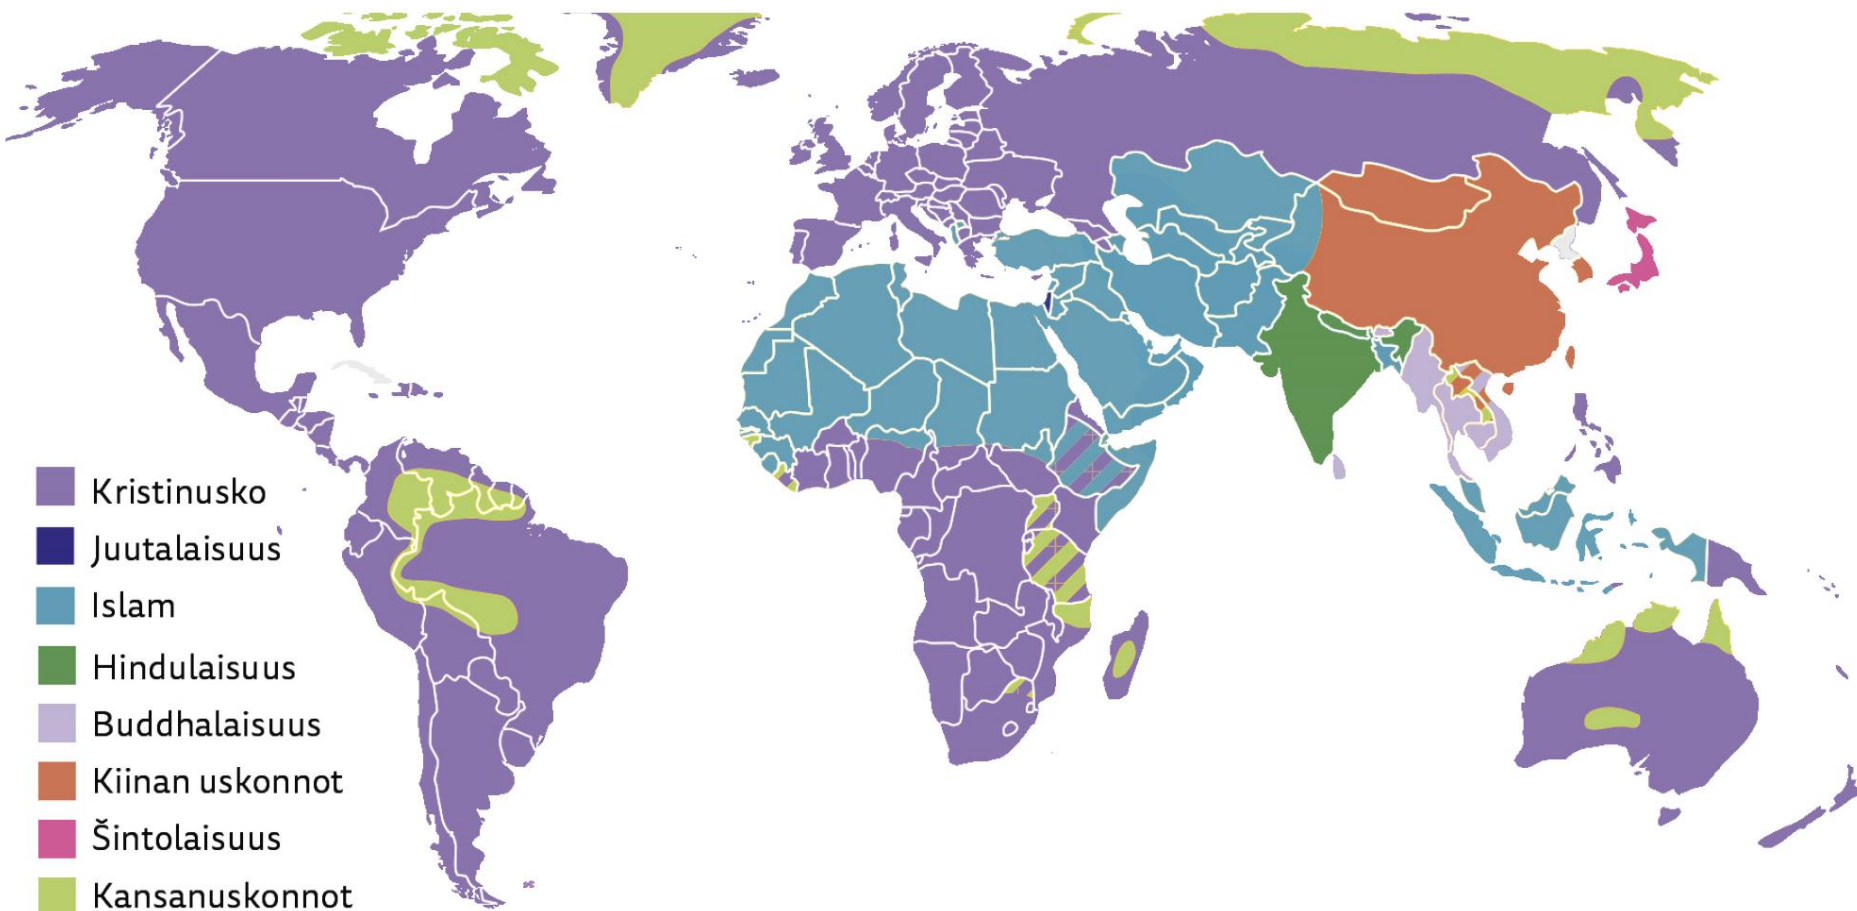 Kristinusko
Juutalaisuus
Islam
Hindulaisuus
Buddhalaisuus
Kiinan uskonnot
Šintolaisuus
Kansanuskonnot